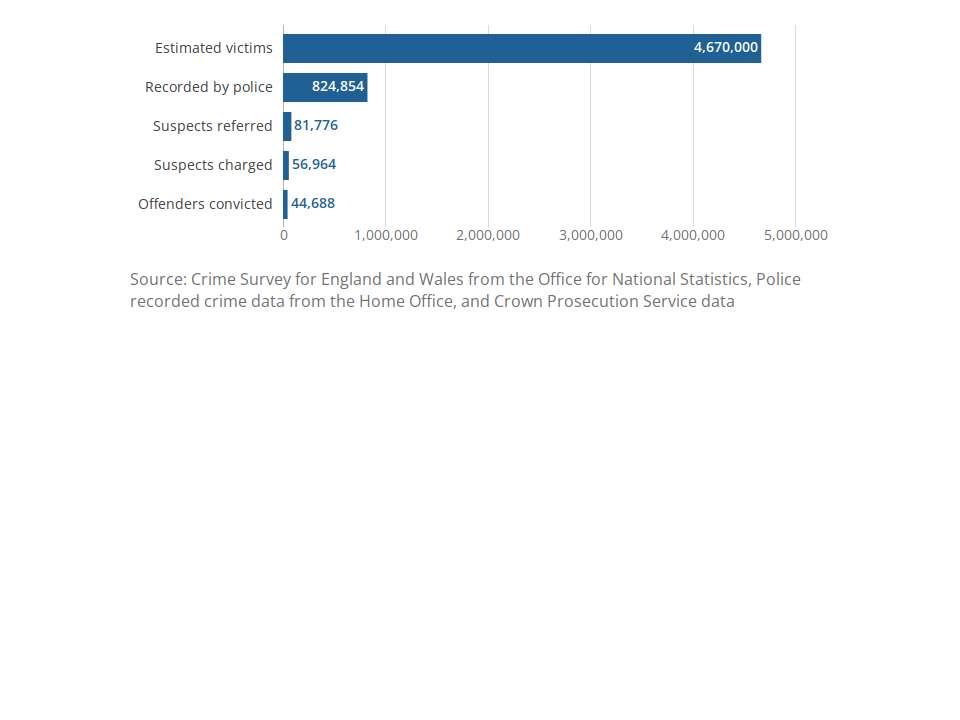 Estimated victims 4,670,000
Recorded by police 824,854
Suspects referred 81,776
Suspects charged 56,964
Offenders convicted 44,688
0 1,000,000 2,000,000 3,000,000 4,000,000 5,000,000
Source: Crime Survey for England and Wales from the Office for National Statistics, Police
recorded crime data from the Home Office, and Crown Prosecution Service data